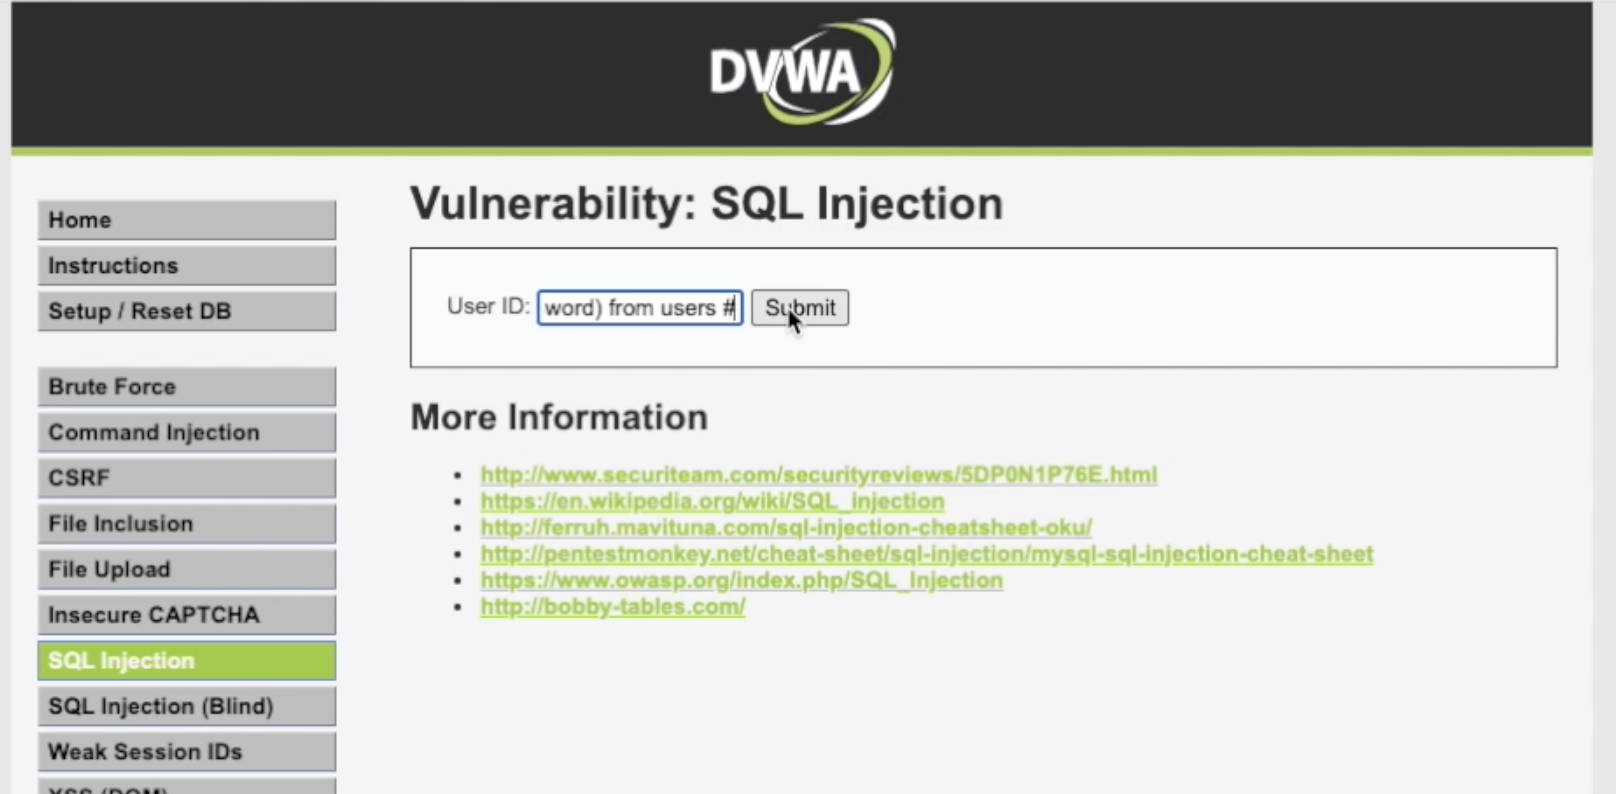 DVWA
Home
Instructions
Setup / Reset DB
Brute Force
Command Injection
CSRF
File Inclusion
File Upload
Insecure CAPTCHA
SQL Injection
SQL Injection (Blind)
Weak Session IDs
XSS (DOM)
Vulnerability: SQL Injection
User ID: word) from users # Submit
More Information
http://www.securiteam.com/securityreviews/5DP0N1P76E.html
https://en.wikipedia.org/wiki/SQL_injection
http://ferruh.mavituna.com/sql-injection-cheatsheet-oku/
http://pentestmonkey.net/cheat-sheet/sql-injection/mysql-sql-injection-cheat-sheet
https://www.owasp.org/index.php/SQL_Injection
http://bobby-tables.com/